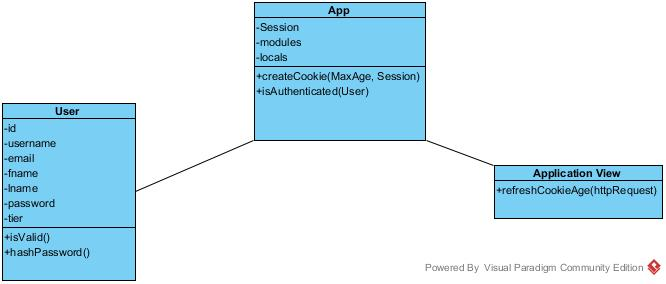 App
-Session
-modules
-locals
+createCookie(MaxAge, Session)
+isAuthenticated(User)
User
-id
-username
-email
-fname
-lname
-password
-tier
+isValid()
+hashPassword()
Application View
+refreshCookieAge(httpRequest)
Powered By Visual Paradigm Community Edition